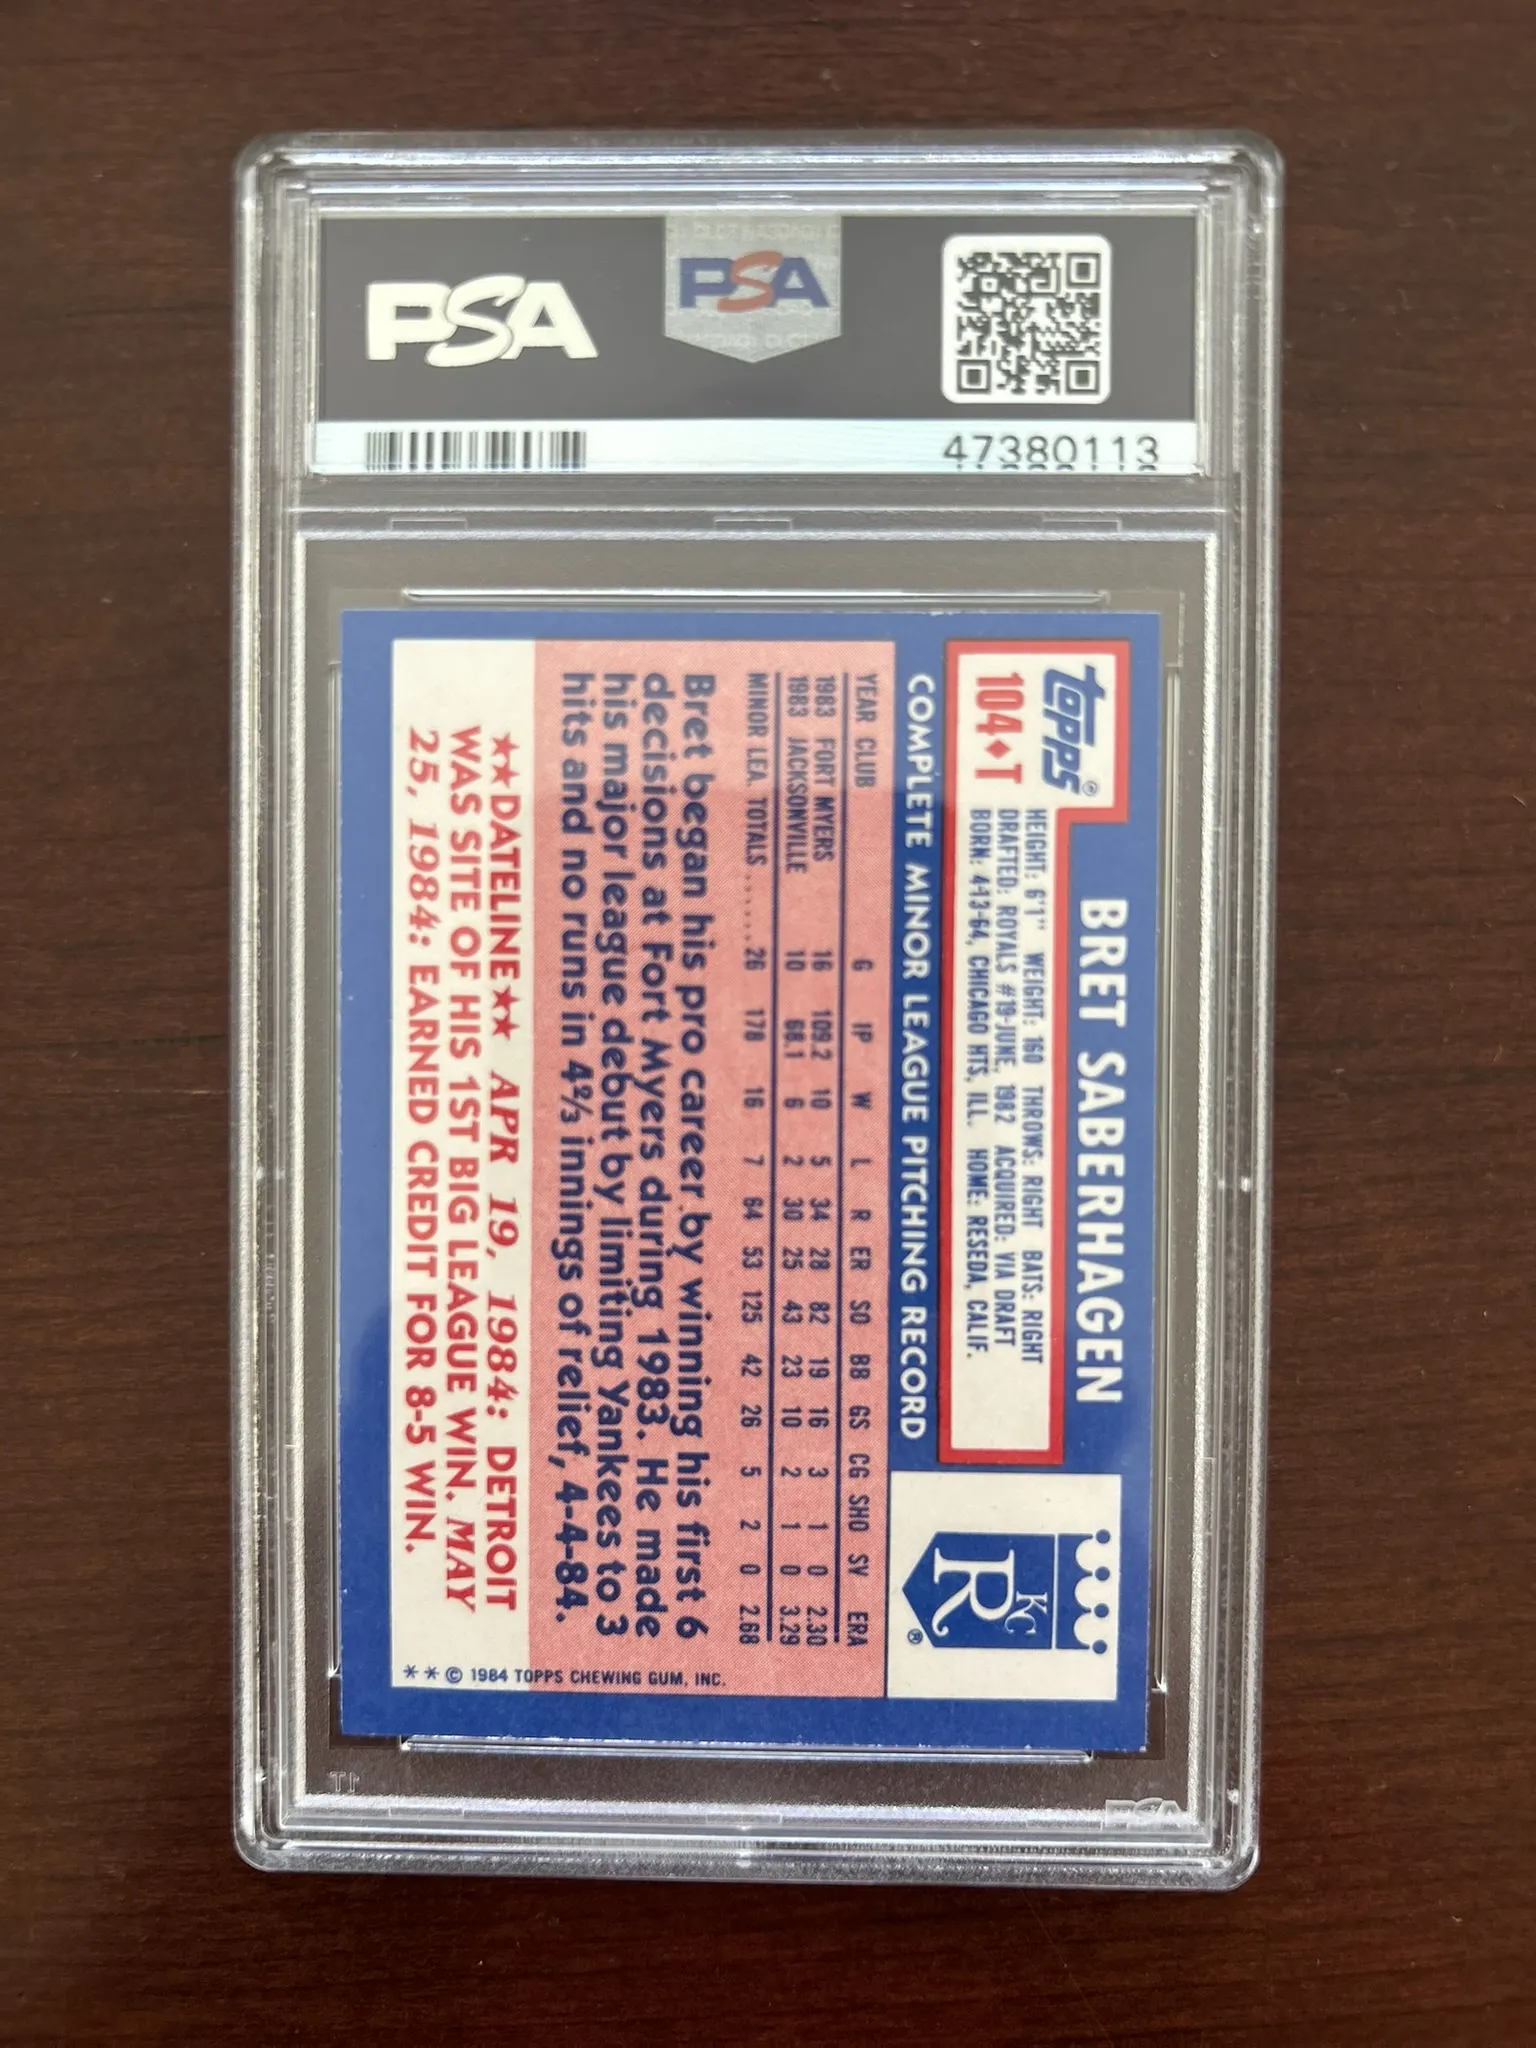 PSA
PSA
47380113
topps®
104♦T
BRET SABERHAGEN
HEIGHT: 6'1" WEIGHT: 160 THROWS: RIGHT BATS: RIGHT
DRAFTED: ROYALS #19-JUNE, 1982 ACQUIRED: VIA DRAFT
BORN: 4-13-64, CHICAGO HTS, ILL. HOME: RESEDA, CALIF.
KC
R
®
COMPLETE MINOR LEAGUE PITCHING RECORD
YEAR CLUB G IP W L R ER SO BB GS CG SHO SV ERA
1983 FORT MYERS 16 109.2 10 5 34 28 82 19 16 3 1 0 2.30
1983 JACKSONVILLE 10 68.1 6 2 30 25 43 23 10 2 1 0 3.29
MINOR LEA. TOTALS ...... 26 178 16 7 64 53 125 42 26 5 2 0 2.68
Bret began his pro career by winning his first 6
decisions at Fort Myers during 1983. He made
his major league debut by limiting Yankees to 3
hits and no runs in 4⅔ innings of relief, 4-4-84.
★★DATELINE★★ APR 19, 1984: DETROIT
WAS SITE OF HIS 1ST BIG LEAGUE WIN. MAY
25, 1984: EARNED CREDIT FOR 8-5 WIN.
** © 1984 TOPPS CHEWING GUM, INC.
PSA